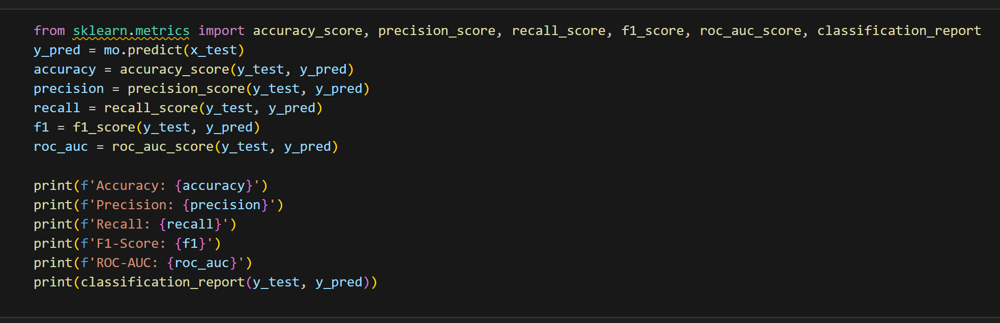 from sklearn.metrics import accuracy_score, precision_score, recall_score, f1_score, roc_auc_score, classification_report
y_pred = mo.predict(x_test)
accuracy = accuracy_score(y_test, y_pred)
precision = precision_score(y_test, y_pred)
recall = recall_score(y_test, y_pred)
f1 = f1_score(y_test, y_pred)
roc_auc = roc_auc_score(y_test, y_pred)

print(f'Accuracy: {accuracy}')
print(f'Precision: {precision}')
print(f'Recall: {recall}')
print(f'F1-Score: {f1}')
print(f'ROC-AUC: {roc_auc}')
print(classification_report(y_test, y_pred))